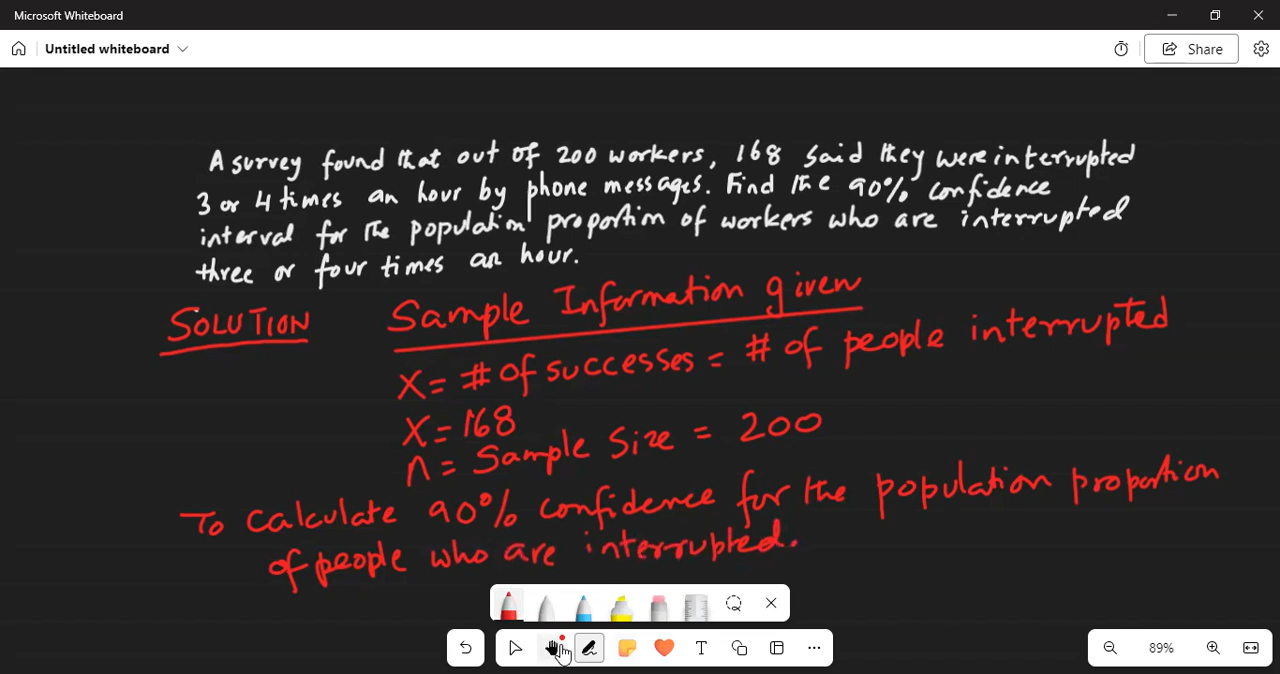 Microsoft Whiteboard
Untitled whiteboard
Share
A survey found that out of 200 workers, 168 said they were interrupted
3 or 4 times an hour by phone messages. Find the 90% confidence
interval for the population proportion of workers who are interrupted
three or four times an hour.
SOLUTION
Sample Information given
X = # of successes = # of people interrupted
X = 168
n = Sample Size = 200
To calculate 90% confidence for the population proportion
of people who are interrupted.
T
89%